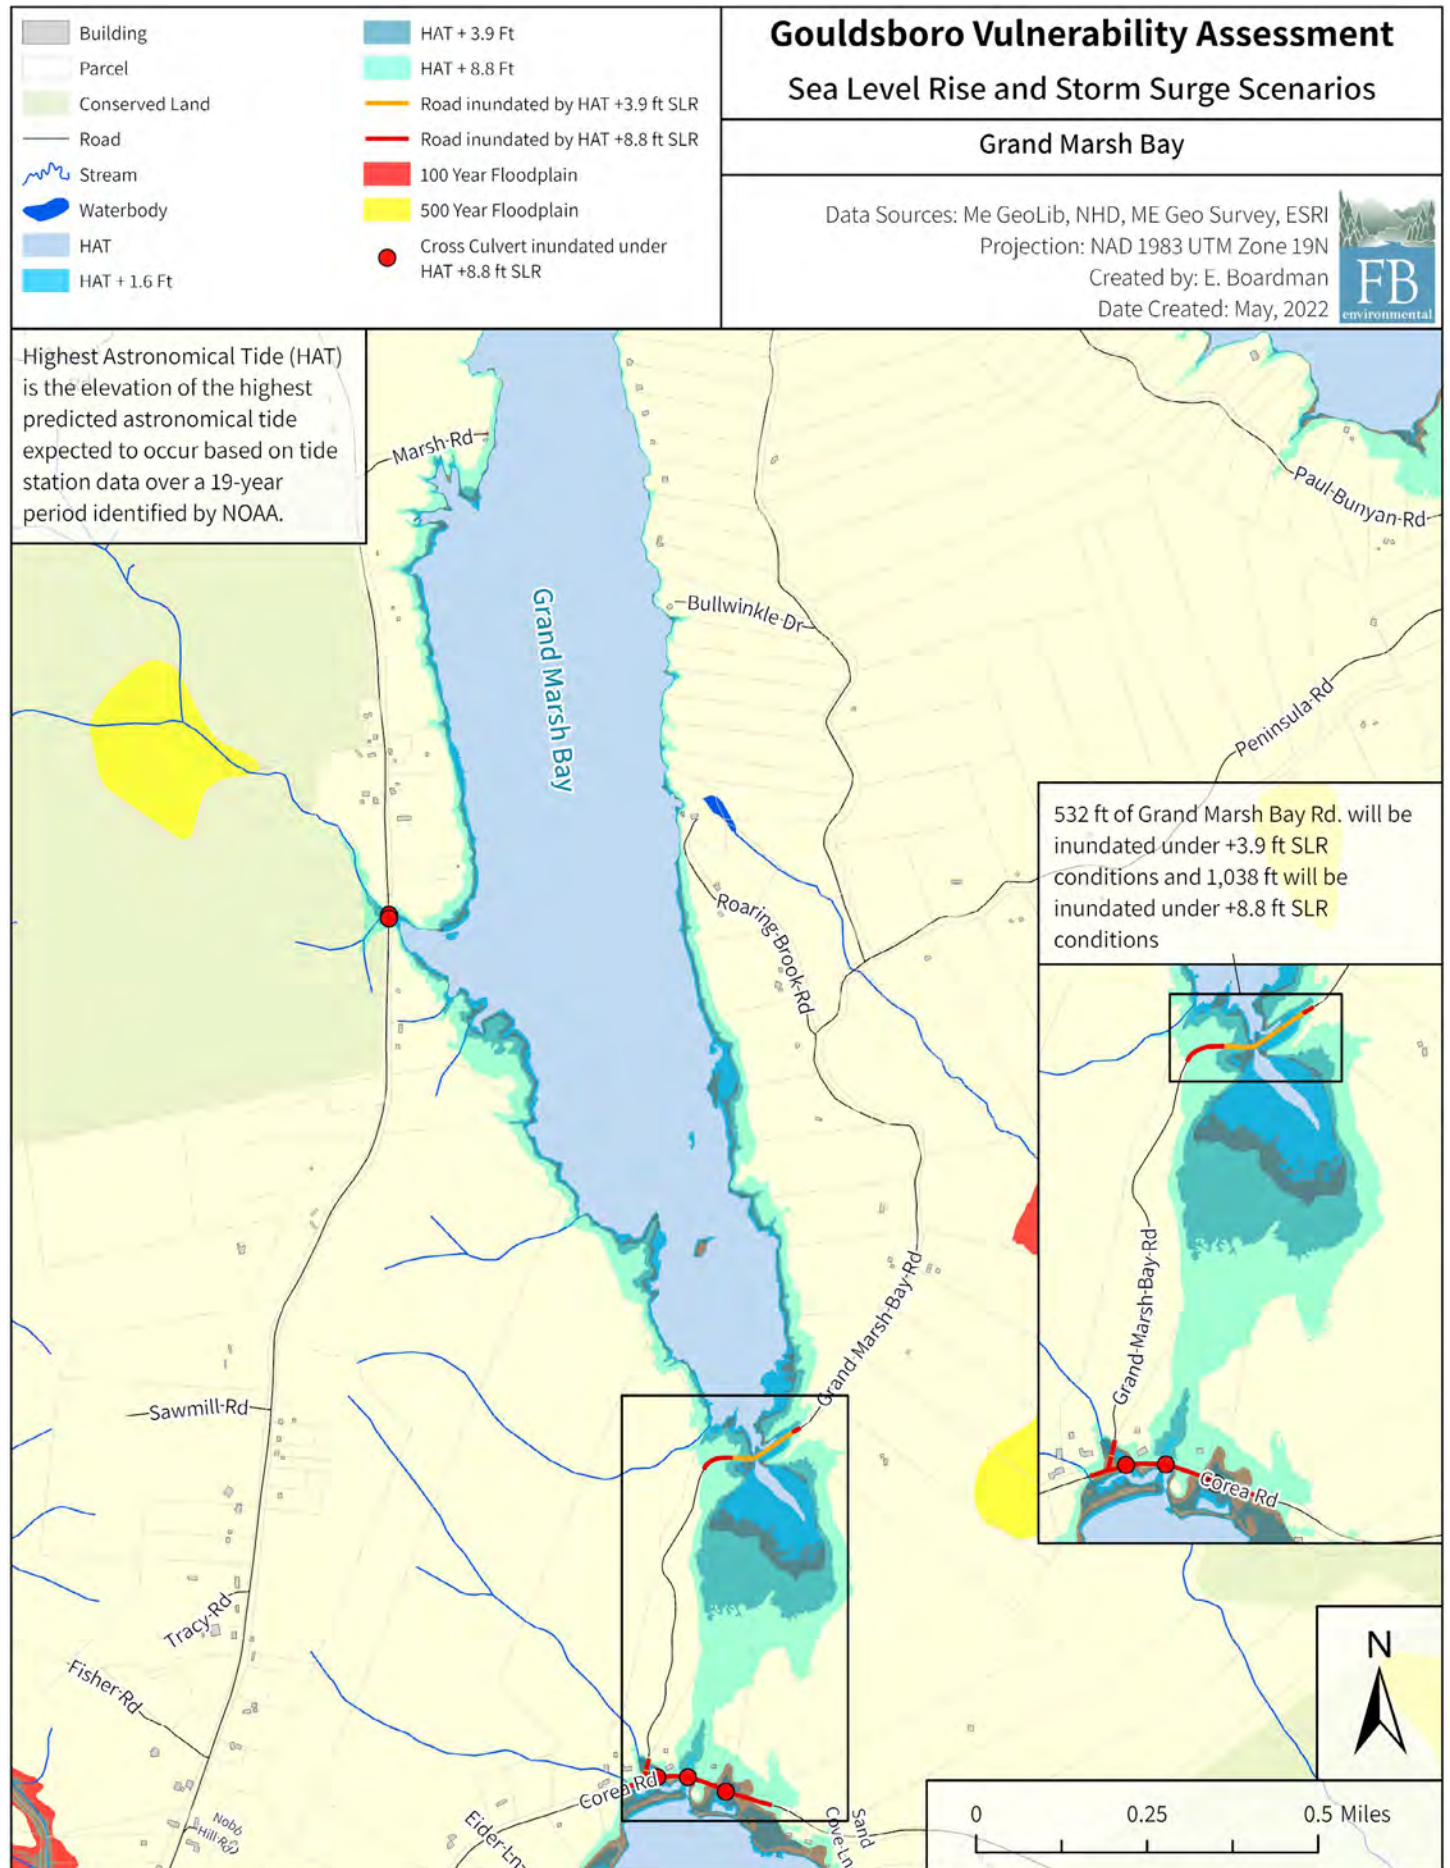 Building
Parcel
Conserved Land
Road
Stream
Waterbody
HAT
HAT + 1.6 Ft
HAT + 3.9 Ft
HAT + 8.8 Ft
Road inundated by HAT +3.9 ft SLR
Road inundated by HAT +8.8 ft SLR
100 Year Floodplain
500 Year Floodplain
Cross Culvert inundated under
HAT +8.8 ft SLR
Gouldsboro Vulnerability Assessment
Sea Level Rise and Storm Surge Scenarios
Grand Marsh Bay
Data Sources: Me GeoLib, NHD, ME Geo Survey, ESRI
Projection: NAD 1983 UTM Zone 19N
Created by: E. Boardman
Date Created: May, 2022
FB
environmental
Highest Astronomical Tide (HAT)
is the elevation of the highest
predicted astronomical tide
expected to occur based on tide
station data over a 19-year
period identified by NOAA.
Marsh Rd
Paul Bunyan Rd
Grand Marsh Bay
Bullwinkle Dr
Peninsula Rd
532 ft of Grand Marsh Bay Rd. will be
inundated under +3.9 ft SLR
conditions and 1,038 ft will be
inundated under +8.8 ft SLR
conditions
Roaring Brook Rd
Grand Marsh Bay Rd
Grand Marsh Bay Rd
Corea Rd
Sawmill Rd
Tracy Rd
Fisher Rd
Nobb
Hill Rd
Corea Rd
Eider Ln
Sand
Cove Ln
N
0 0.25 0.5 Miles